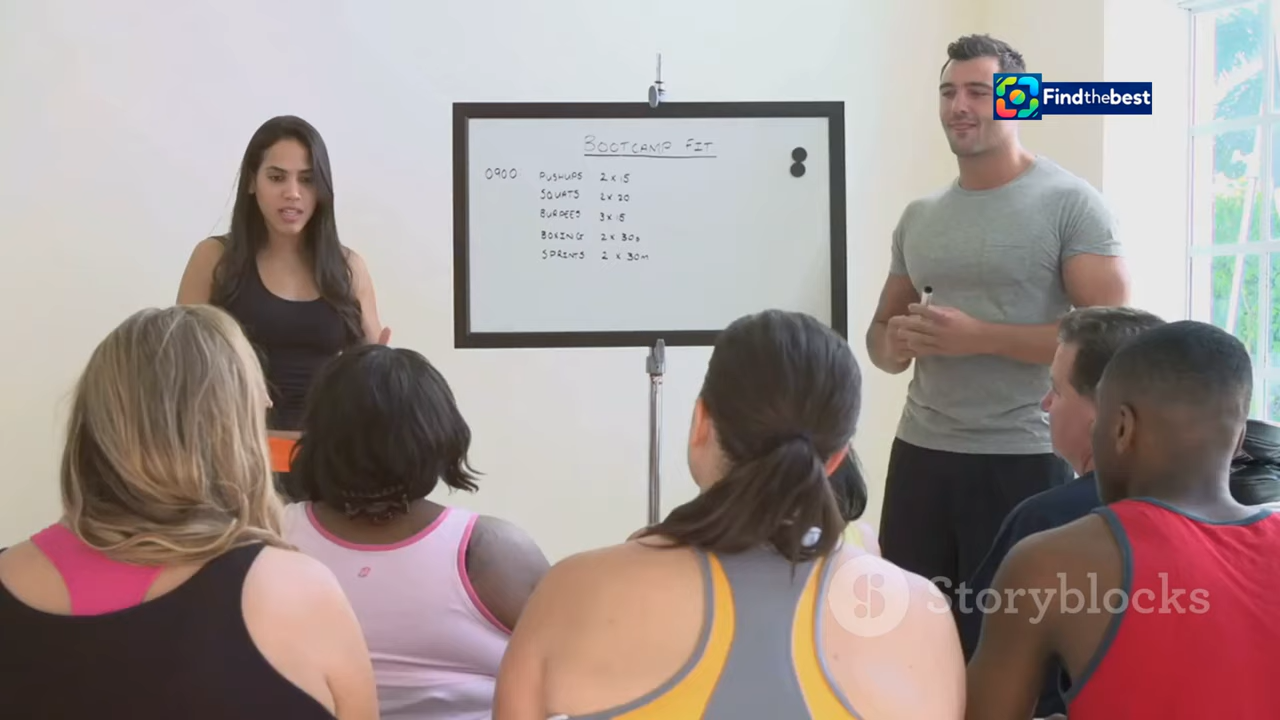 Findthebest
BOOTCAMP FIT
0900 PUSHUPS 2 x 15
SQUATS 2 x 20
BURPEES 3 x 15
BOXING 2 x 30s
SPRINTS 2 x 30m
Storyblocks